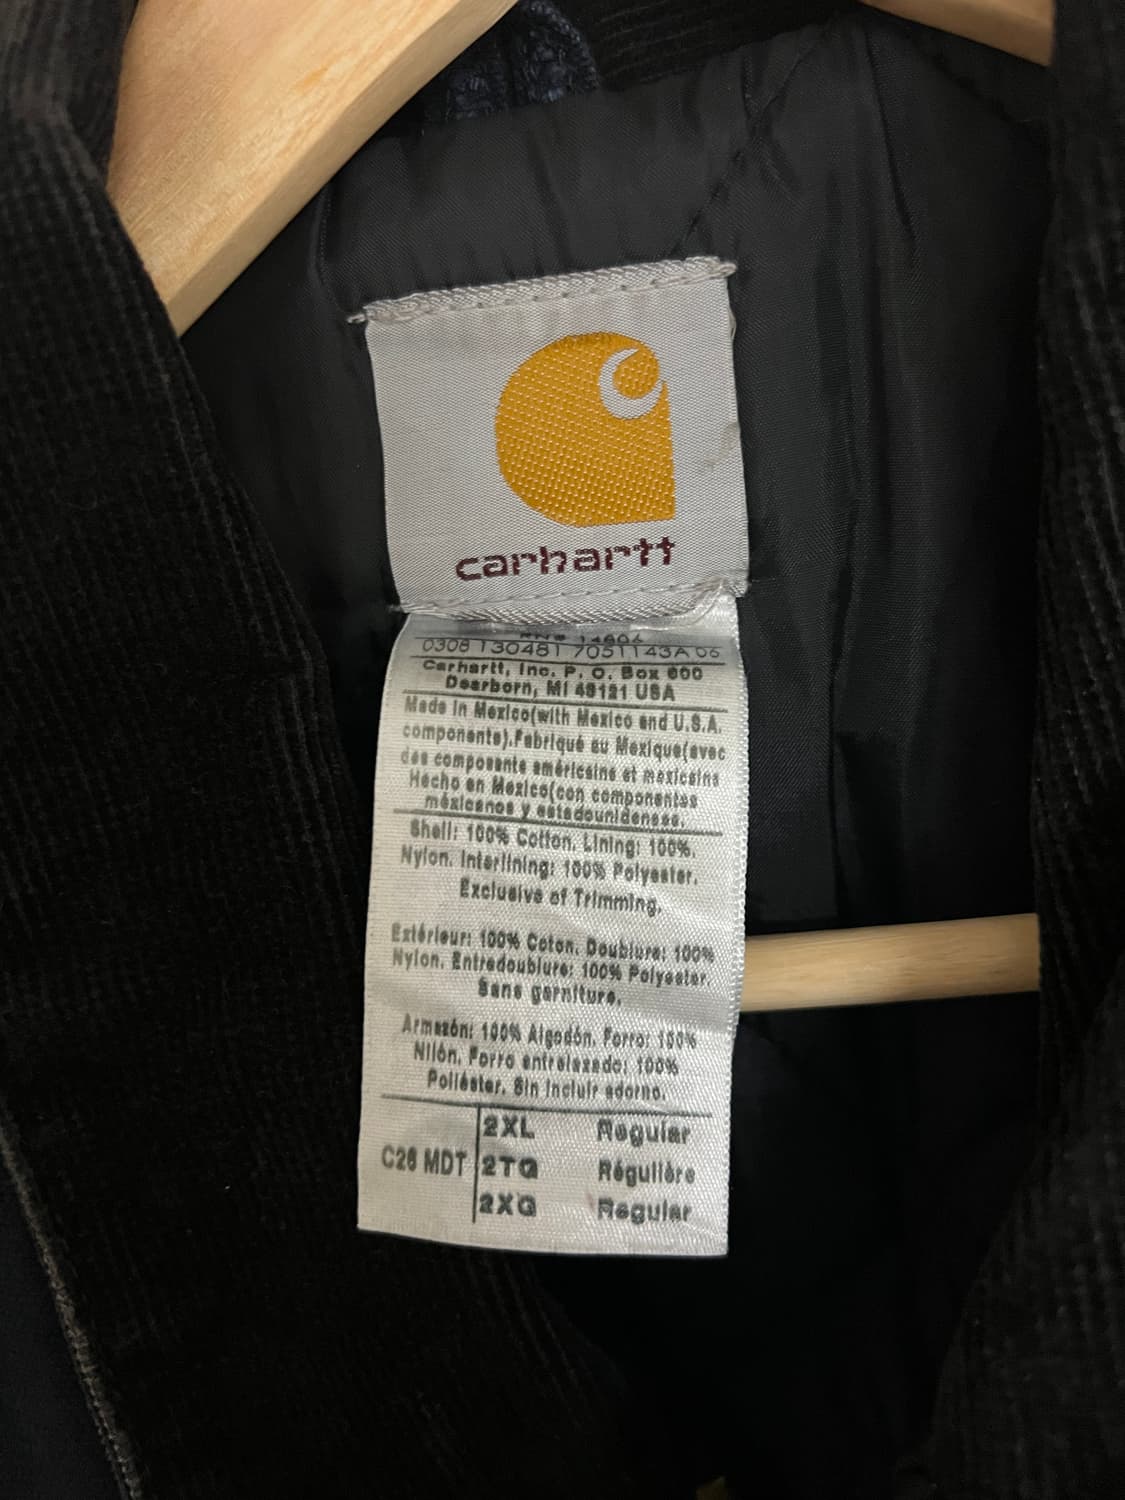 carhartt
RN# 14806
0308 130481 7051143A 06
Carhartt, Inc. P. O. Box 600
Dearborn, MI 48121 USA
Made in Mexico(with Mexico and U.S.A.
components).Fabriqué au Mexique(avec
des composants américains et mexicains
Hecho en Mexico(con componentes
méxicanos y estadounidenses.
Shell: 100% Cotton. Lining: 100%.
Nylon. Interlining: 100% Polyester.
Exclusive of Trimming.
Extérieur: 100% Coton. Doublure: 100%
Nylon. Entredoublure: 100% Polyester.
Sans garniture.
Armazón: 100% Algodón. Forro: 100%
Nilón. Forro entrelazado: 100%
Poliéster. Sin incluir adorno.
2XL Regular
C26 MDT 2TG Régulière
2XG Regular